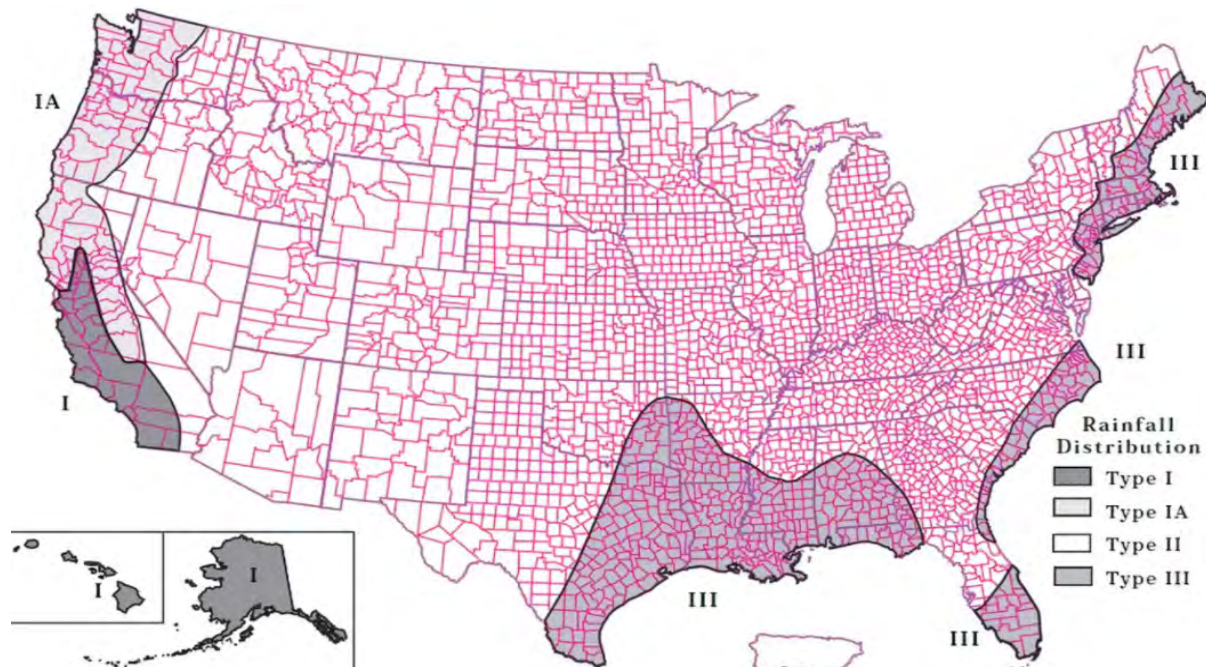 IA
III
III
I
Rainfall
Distribution
Type I
Type IA
Type II
Type III
I
I
III
III